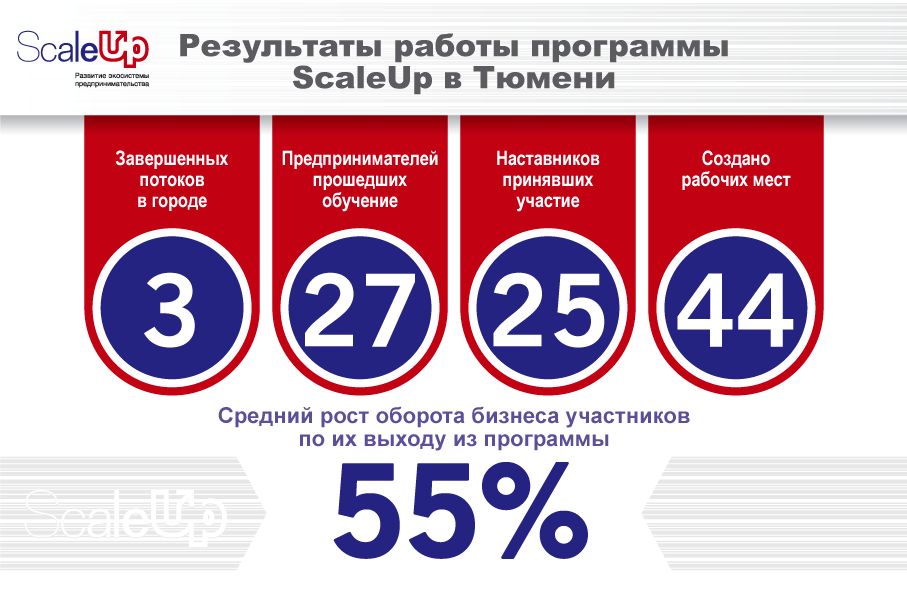 ScaleUp
Развитие экосистемы
предпринимательства
Результаты работы программы
ScaleUp в Тюмени
Завершенных
потоков
в городе
3
Предпринимателей
прошедших
обучение
27
Наставников
принявших
участие
25
Создано
рабочих мест
44
Средний рост оборота бизнеса участников
по их выходу из программы
55%
ScaleUp